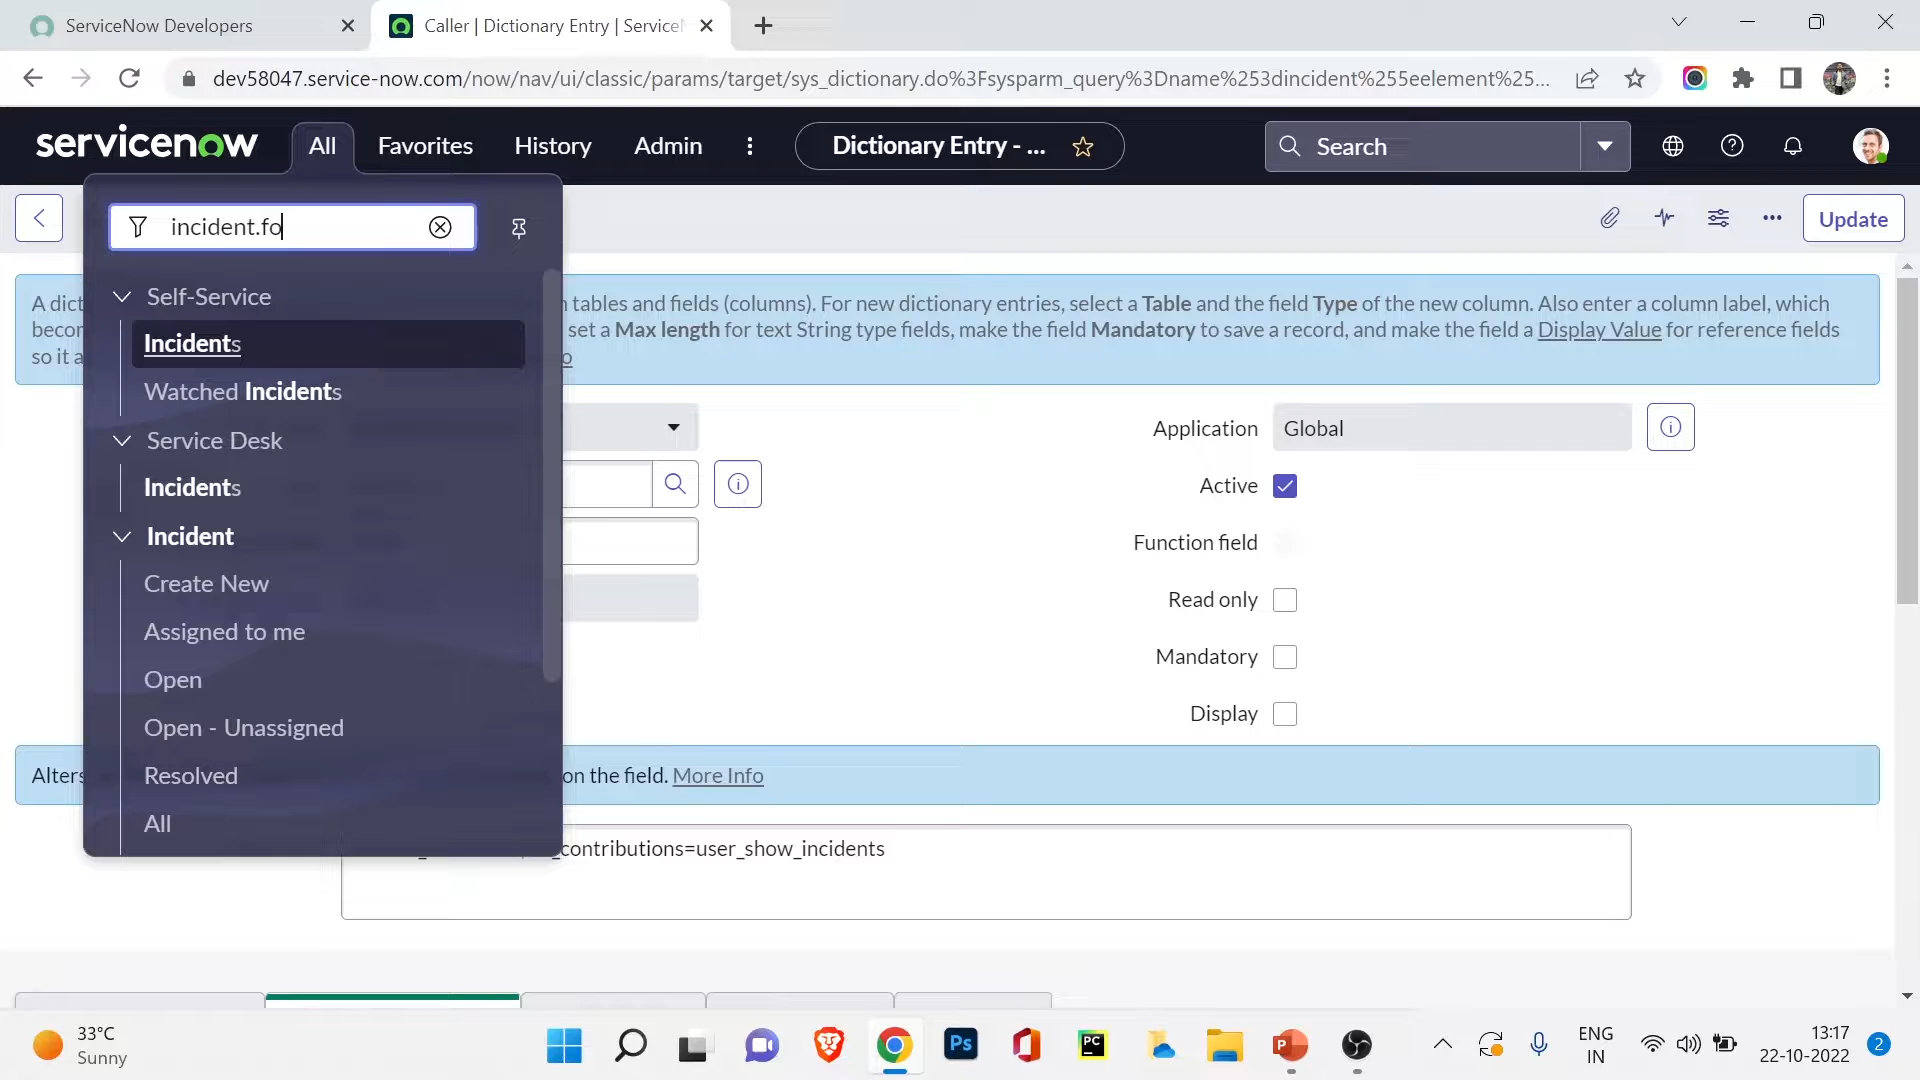 ServiceNow Developers
Caller | Dictionary Entry | Service
dev58047.service-now.com/now/nav/ui/classic/params/target/sys_dictionary.do%3Fsysparm_query%3Dname%253dincident%255eelement%25...
servicenow
All
Favorites
History
Admin
Dictionary Entry - ...
Search
incident.fo
Update
Self-Service
Incidents
Watched Incidents
Service Desk
Incidents
Incident
Create New
Assigned to me
Open
Open - Unassigned
Resolved
All
A dict
tables and fields (columns). For new dictionary entries, select a Table and the field Type of the new column. Also enter a column label, which
becor
set a Max length for text String type fields, make the field Mandatory to save a record, and make the field a Display Value for reference fields
so it a
Application
Global
Active
Function field
Read only
Mandatory
Display
Alters
on the field. More Info
_contributions=user_show_incidents
33°C
Sunny
Ps
PC
P
ENG
IN
13:17
22-10-2022
2